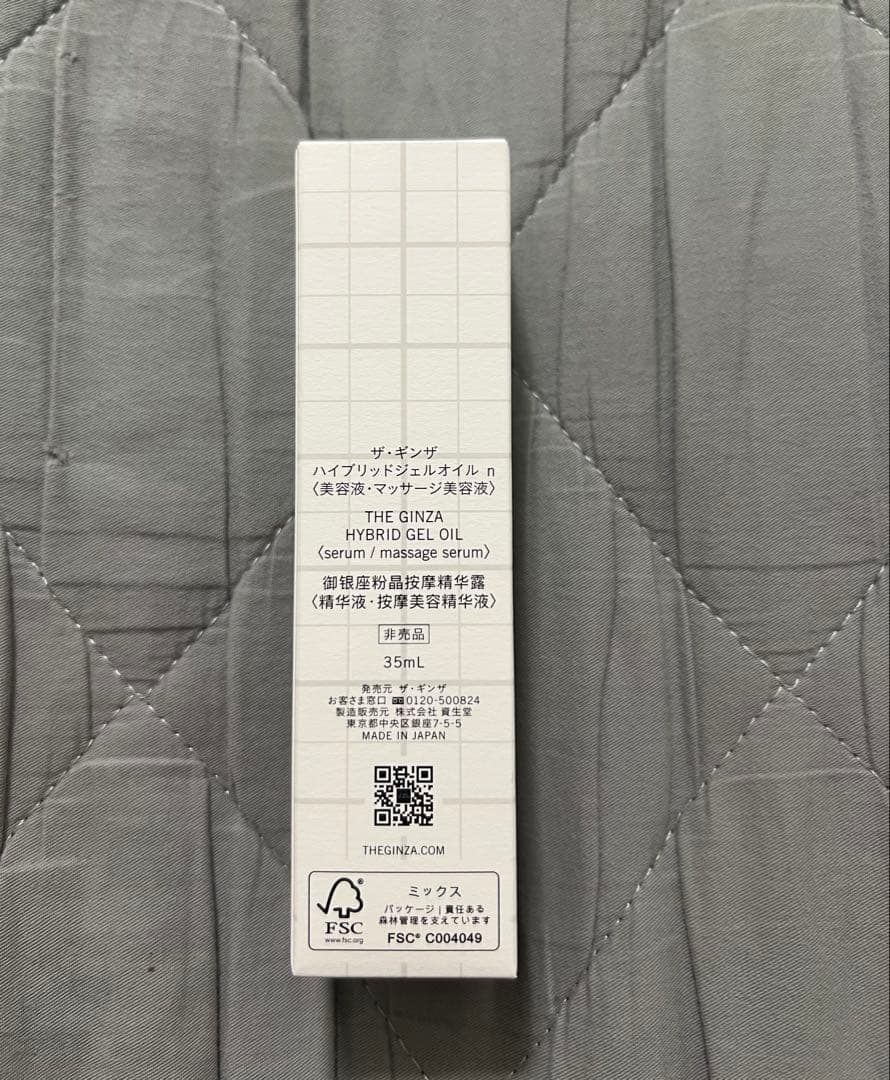 ザ・ギンザ
ハイブリッドジェルオイル n
〈美容液・マッサージ美容液〉
THE GINZA
HYBRID GEL OIL
〈serum / massage serum〉
御银座粉晶按摩精华露
〈精华液・按摩美容精华液〉
非売品
35mL
発売元 ザ・ギンザ
お客さま窓口 0120-500824
製造販売元 株式会社 資生堂
東京都中央区銀座7-5-5
MADE IN JAPAN
THEGINZA.COM
FSC
www.fsc.org
ミックス
パッケージ | 責任ある
森林管理を支えています
FSC® C004049